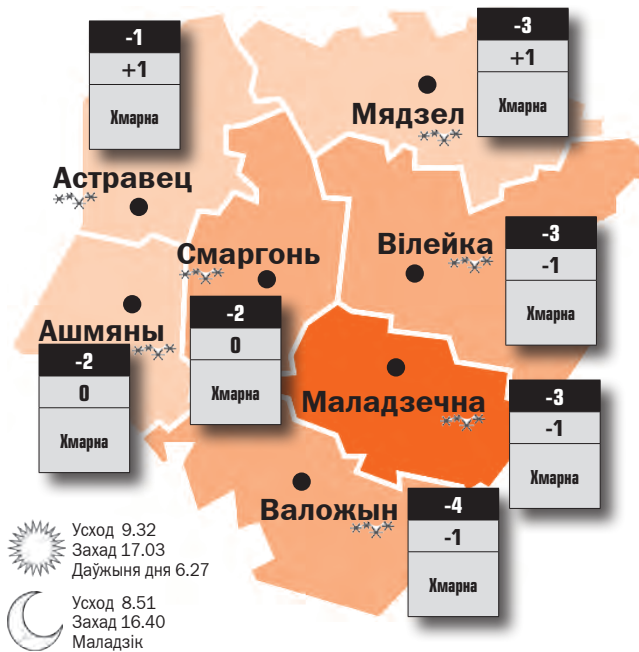 -1
+1
Хмарна
Астравец
-3
+1
Хмарна
Мядзел
Смаргонь
-2
0
Хмарна
Вілейка
-3
-1
Хмарна
Ашмяны
-2
0
Хмарна
Маладзечна
-3
-1
Хмарна
Валожын
-4
-1
Хмарна
Усход 9.32
Захад 17.03
Даўжыня дня 6.27
Усход 8.51
Захад 16.40
Маладзік